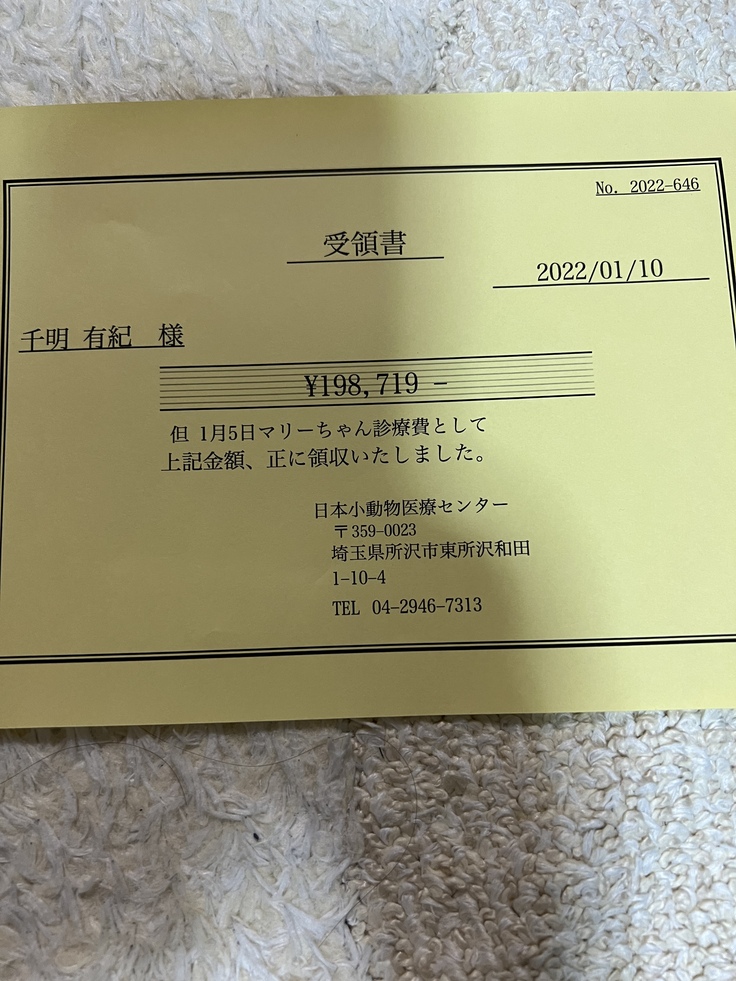 No. 2022-646
受領書
2022/01/10
千明 有紀　様
¥198,719 −
但 1月5日マリーちゃん診療費として
上記金額、正に領収いたしました。
日本小動物医療センター
〒359-0023
埼玉県所沢市東所沢和田
1-10-4
TEL 04-2946-7313